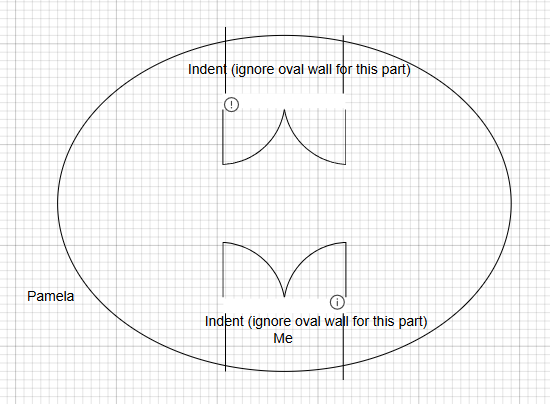 Indent (ignore oval wall for this part)
Pamela
Indent (ignore oval wall for this part)
Me